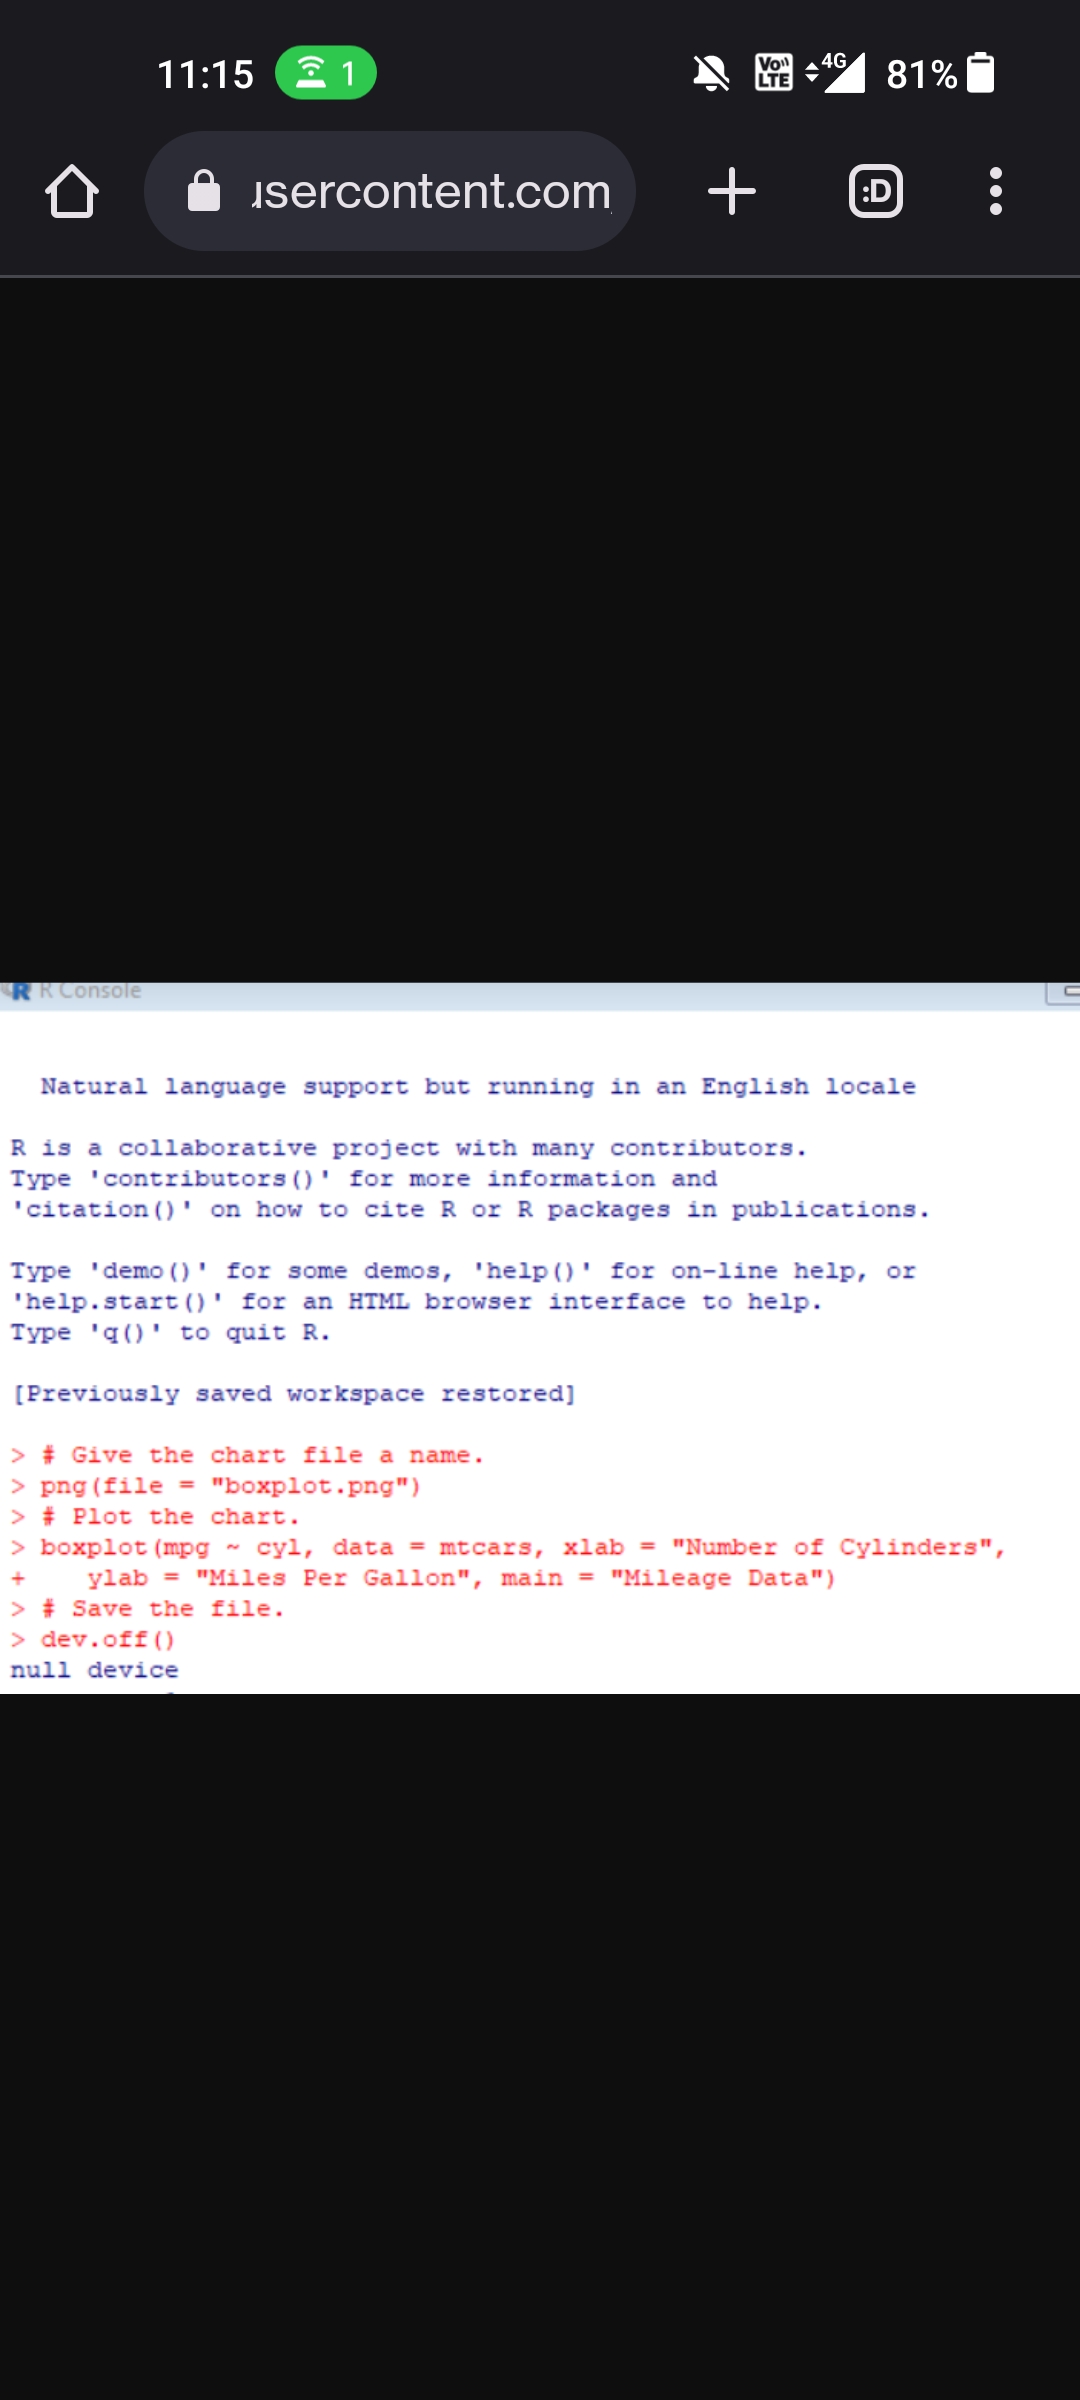 11:15 1 Vo)) LTE 4G 81%
usercontent.com :D
R R Console
Natural language support but running in an English locale
R is a collaborative project with many contributors.
Type 'contributors()' for more information and
'citation()' on how to cite R or R packages in publications.
Type 'demo()' for some demos, 'help()' for on-line help, or
'help.start()' for an HTML browser interface to help.
Type 'q()' to quit R.
[Previously saved workspace restored]
> # Give the chart file a name.
> png(file = "boxplot.png")
> # Plot the chart.
> boxplot(mpg ~ cyl, data = mtcars, xlab = "Number of Cylinders",
+    ylab = "Miles Per Gallon", main = "Mileage Data")
> # Save the file.
> dev.off()
null device